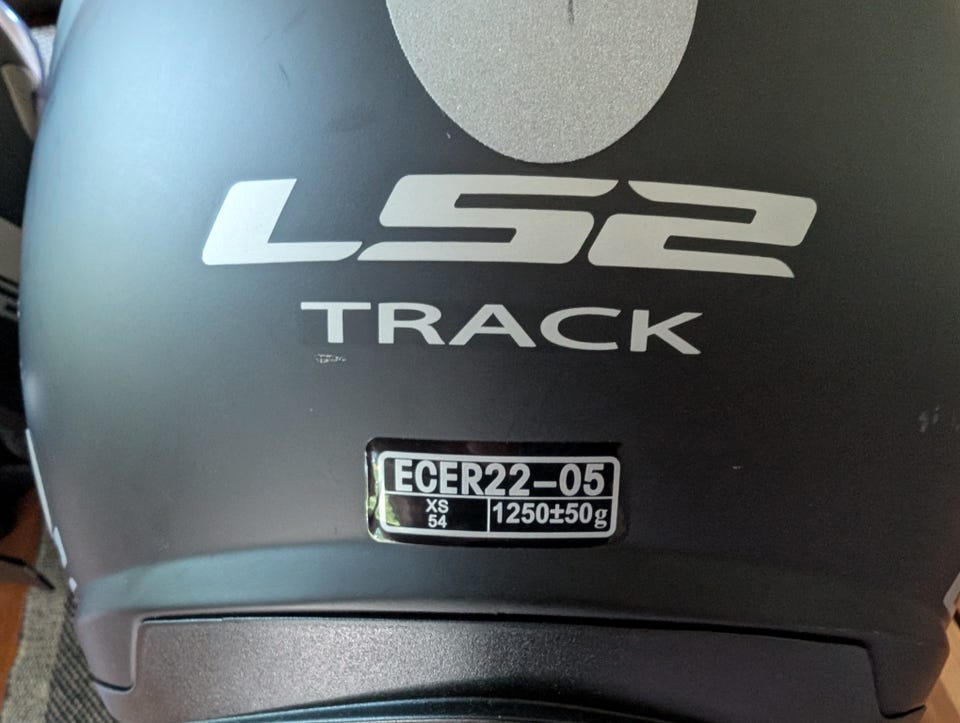 LS2
TRACK
ECER22-05
XS
54
1250±50g